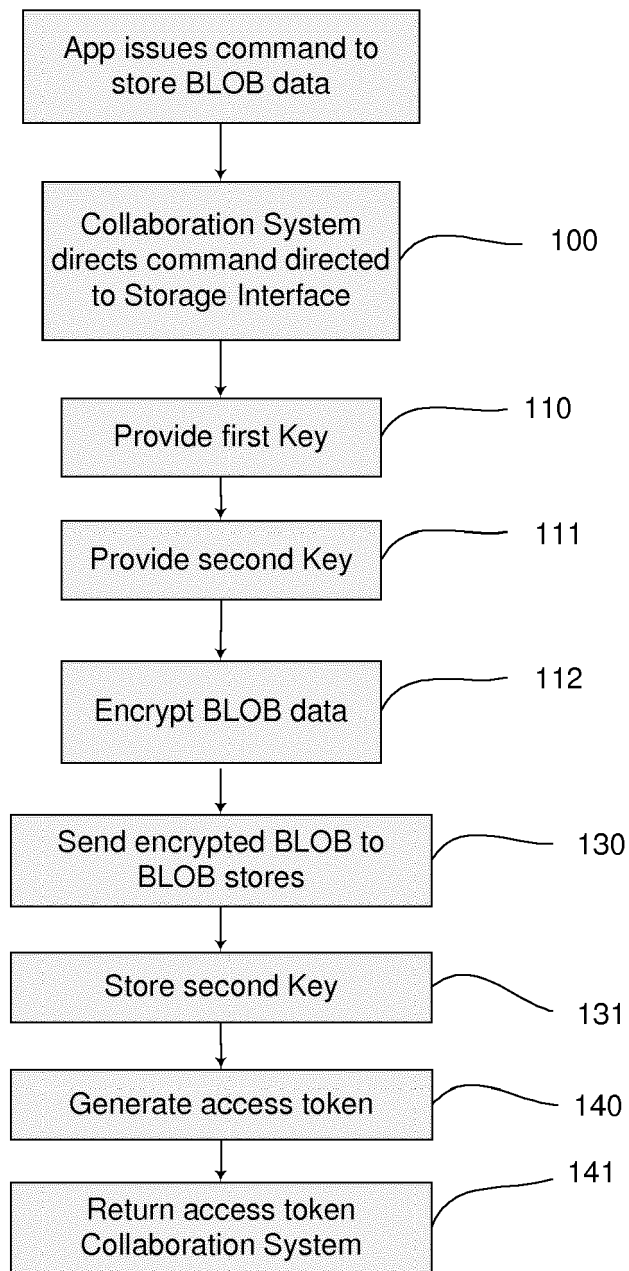 App issues command to
store BLOB data
Collaboration System
directs command directed
to Storage Interface
100
Provide first Key
110
Provide second Key
111
Encrypt BLOB data
112
Send encrypted BLOB to
BLOB stores
130
Store second Key
131
Generate access token
140
Return access token
Collaboration System
141